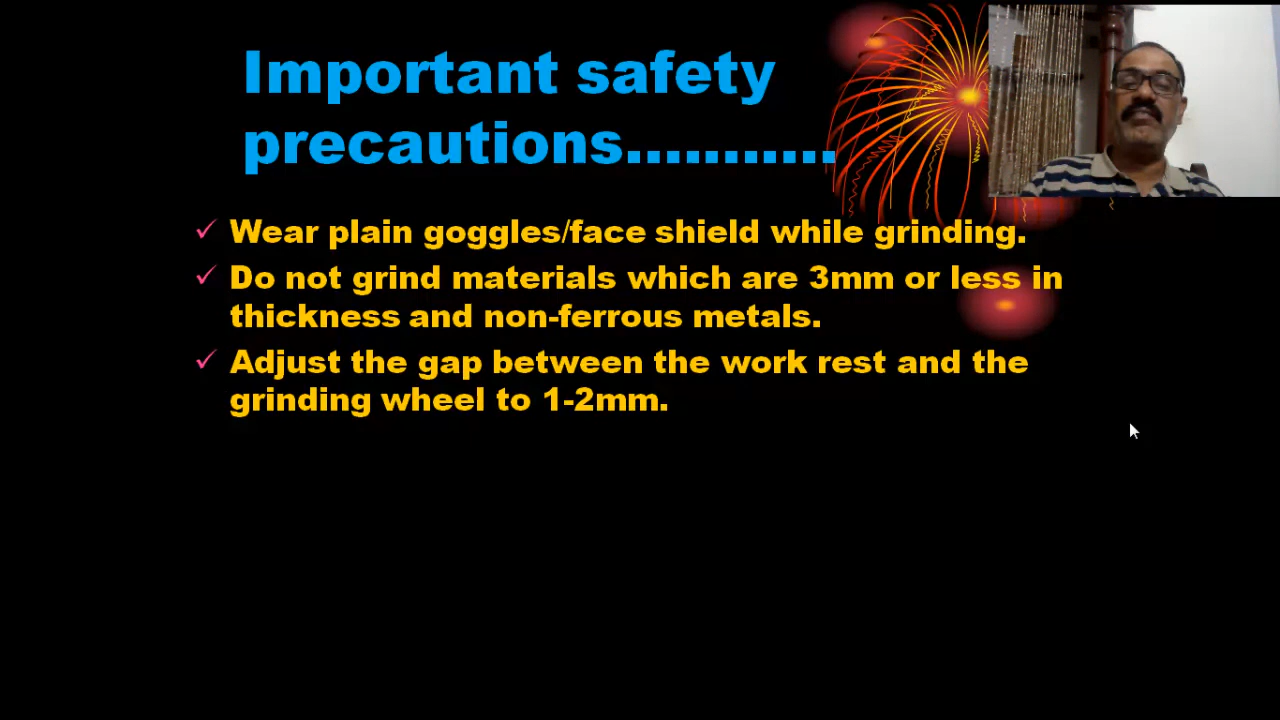 Important safety
precautions...........
Wear plain goggles/face shield while grinding.
Do not grind materials which are 3mm or less in
thickness and non-ferrous metals.
Adjust the gap between the work rest and the
grinding wheel to 1-2mm.